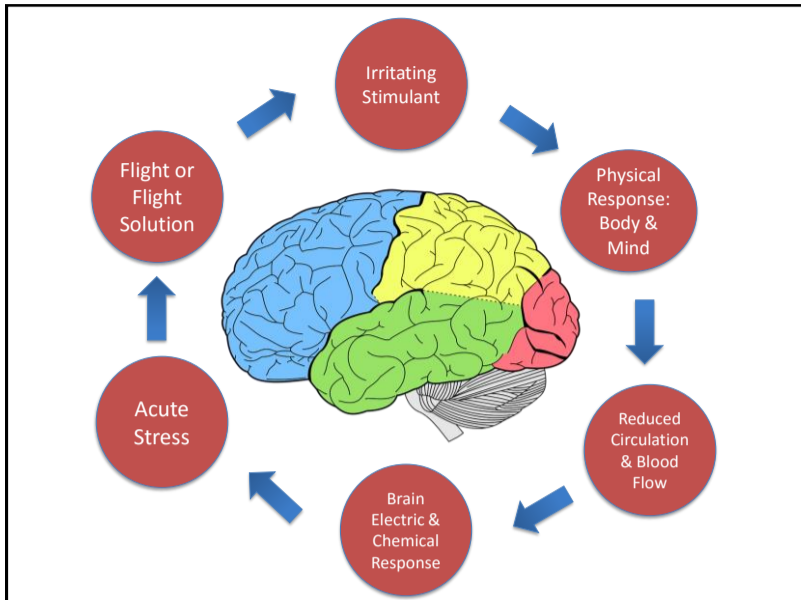 Irritating
Stimulant
Physical
Response:
Body &
Mind
Reduced
Circulation
& Blood
Flow
Brain
Electric &
Chemical
Response
Acute
Stress
Flight or
Flight
Solution